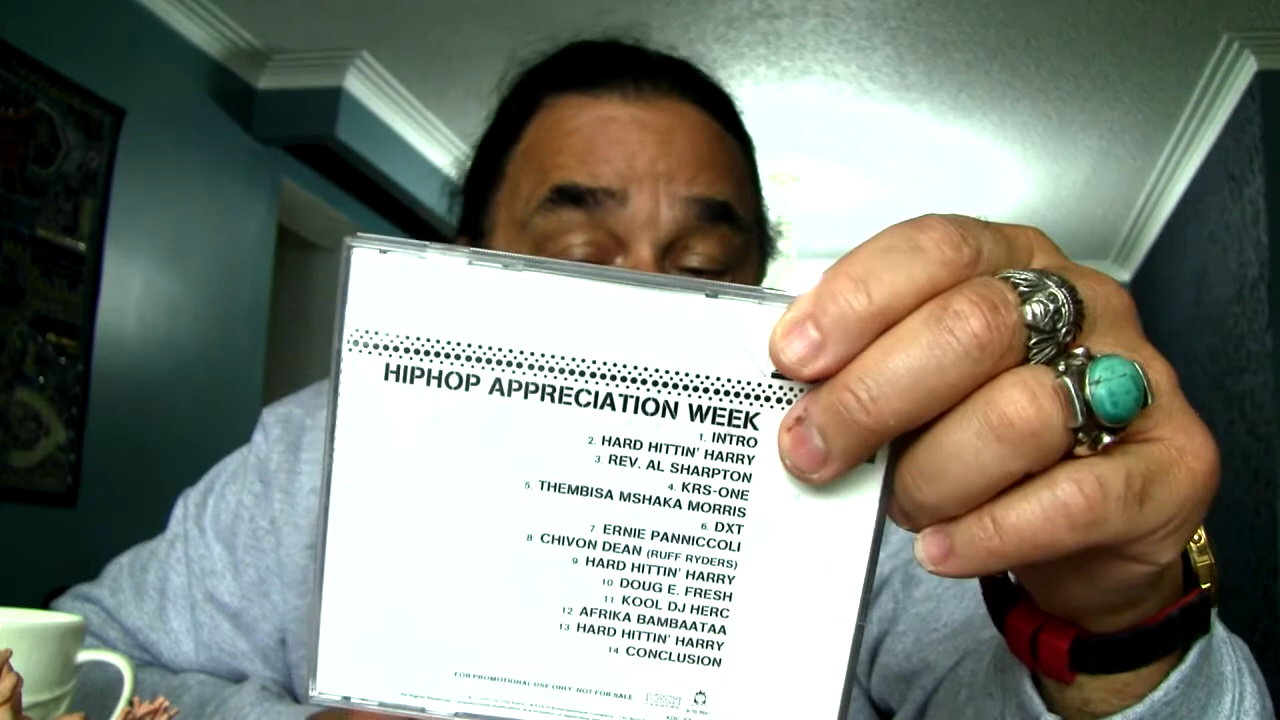 HIPHOP APPRECIATION WEEK
1. INTRO
2. HARD HITTIN' HARRY
3. REV. AL SHARPTON
4. KRS-ONE
5. THEMBISA MSHAKA MORRIS
6. DXT
7 ERNIE PANNICCOLI
8 CHIVON DEAN (RUFF RYDERS)
9 HARD HITTIN' HARRY
10 DOUG E. FRESH
11 KOOL DJ HERC
12 AFRIKA BAMBAATAA
13 HARD HITTIN' HARRY
14 CONCLUSION
FOR PROMOTIONAL USE ONLY NOT FOR SALE